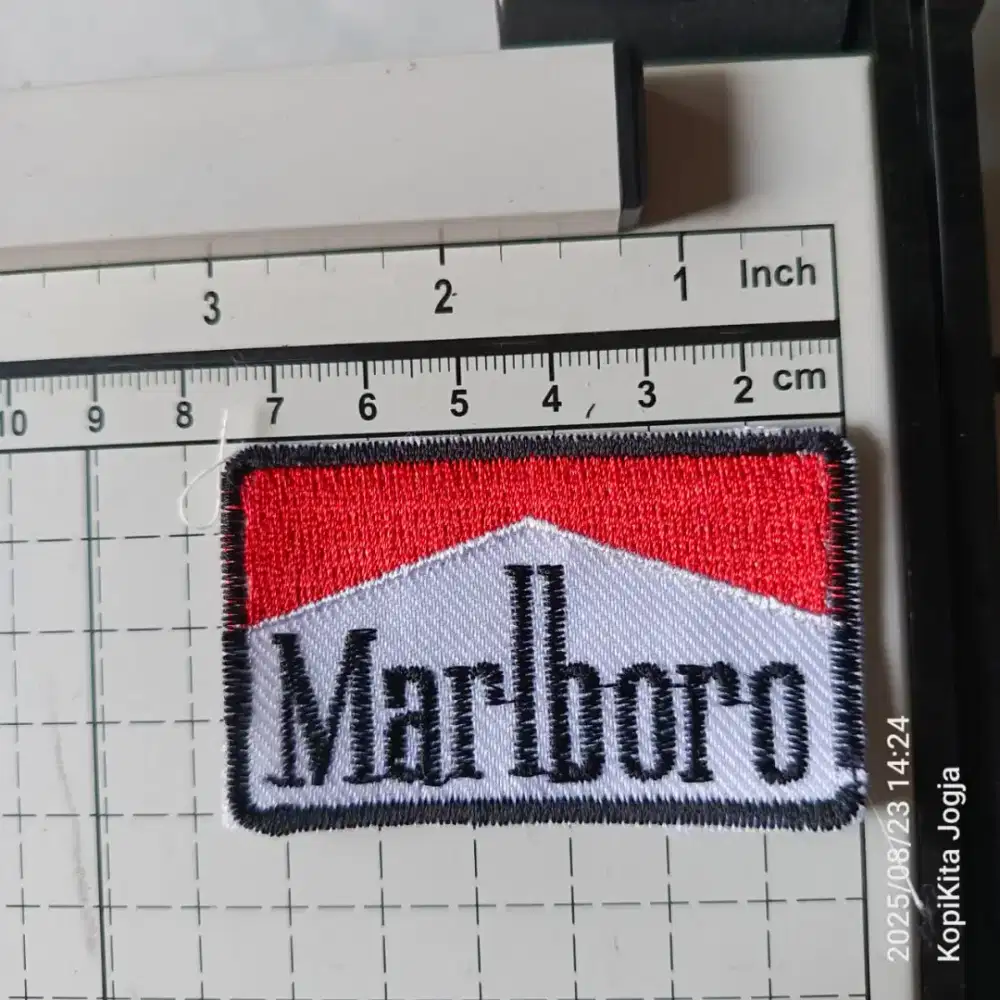 3 2 1 Inch
10 9 8 7 6 5 4 3 2 cm
Marlboro
2025/08/23 14:24
KopiKita Jogja